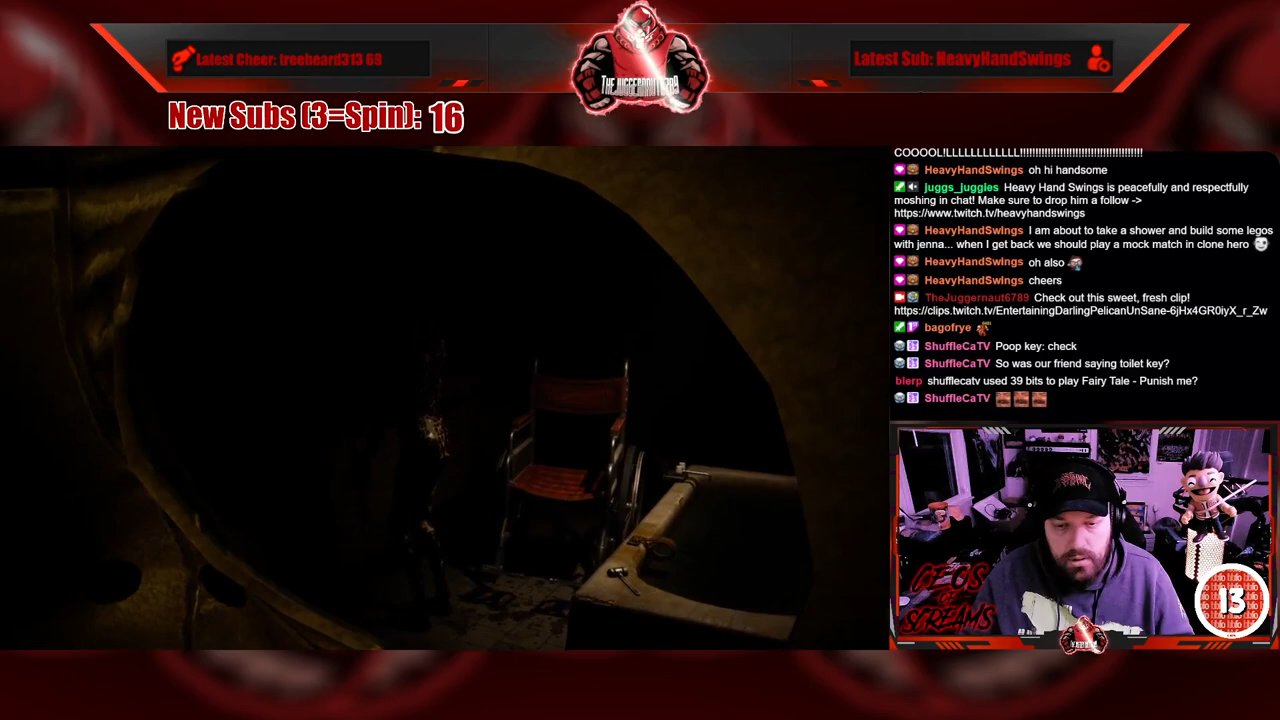 Latest Cheer: treebeard313 69
THEJUGGERNAUT6789
Latest Sub: HeavyHandSwings
New Subs (3=Spin): 16
COOOOL!LLLLLLLLLLLL!!!!!!!!!!!!!!!!!!!!!!!!!!!!!!!!!!!!!!!!!!
HeavyHandSwings oh hi handsome
juggs_juggles Heavy Hand Swings is peacefully and respectfully
moshing in chat! Make sure to drop him a follow ->
https://www.twitch.tv/heavyhandswings
HeavyHandSwings I am about to take a shower and build some legos
with jenna... when I get back we should play a mock match in clone hero
HeavyHandSwings oh also
HeavyHandSwings cheers
TheJuggernaut6789 Check out this sweet, fresh clip!
https://clips.twitch.tv/EntertainingDarlingPelicanUnSane-6jHx4GR0iyX_r_Zw
bagofrye
ShuffleCaTV Poop key: check
ShuffleCaTV So was our friend saying toilet key?
blerp shufflecatv used 39 bits to play Fairy Tale - Punish me?
ShuffleCaTV
SCREAMS
13